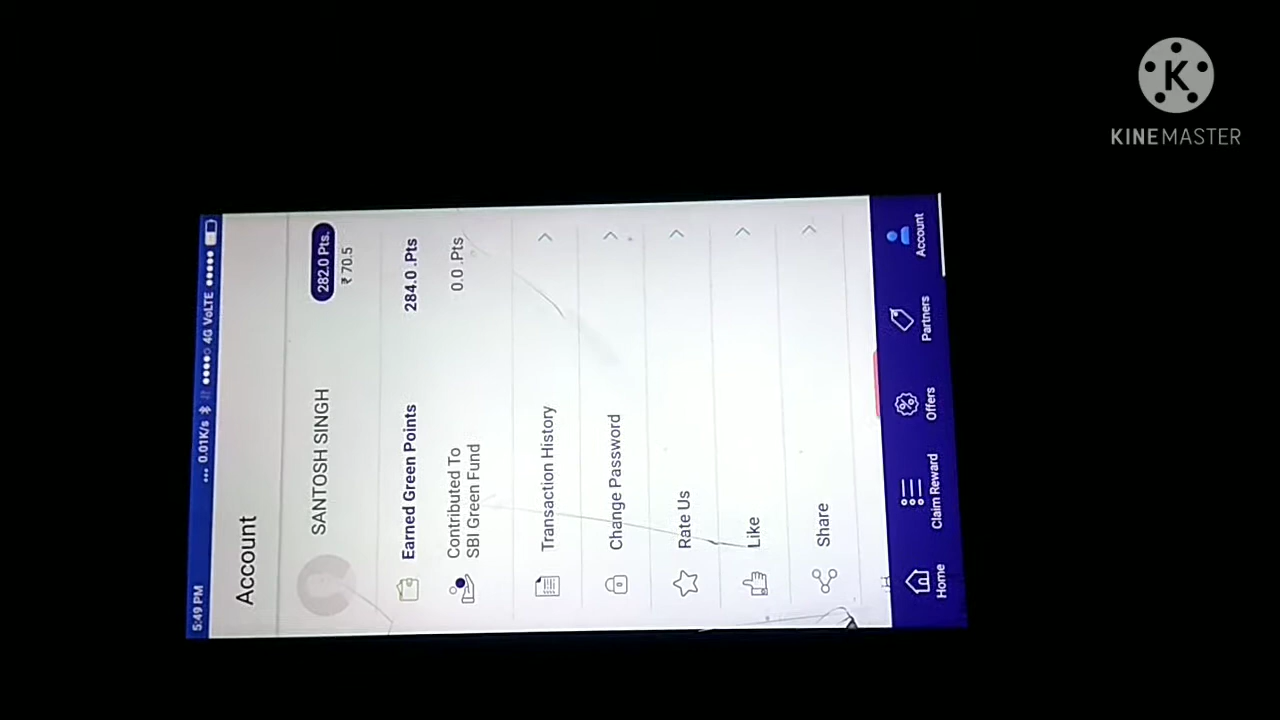 KINEMASTER
5:49 PM ... 0.01K/s 4G VoLTE
Account
SANTOSH SINGH
282.0 Pts.
₹ 70.5
Earned Green Points 284.0 .Pts
Contributed To 0.0 .Pts
SBI Green Fund
Transaction History
Change Password
Rate Us
Like
Share
Home Claim Reward Offers Partners Account